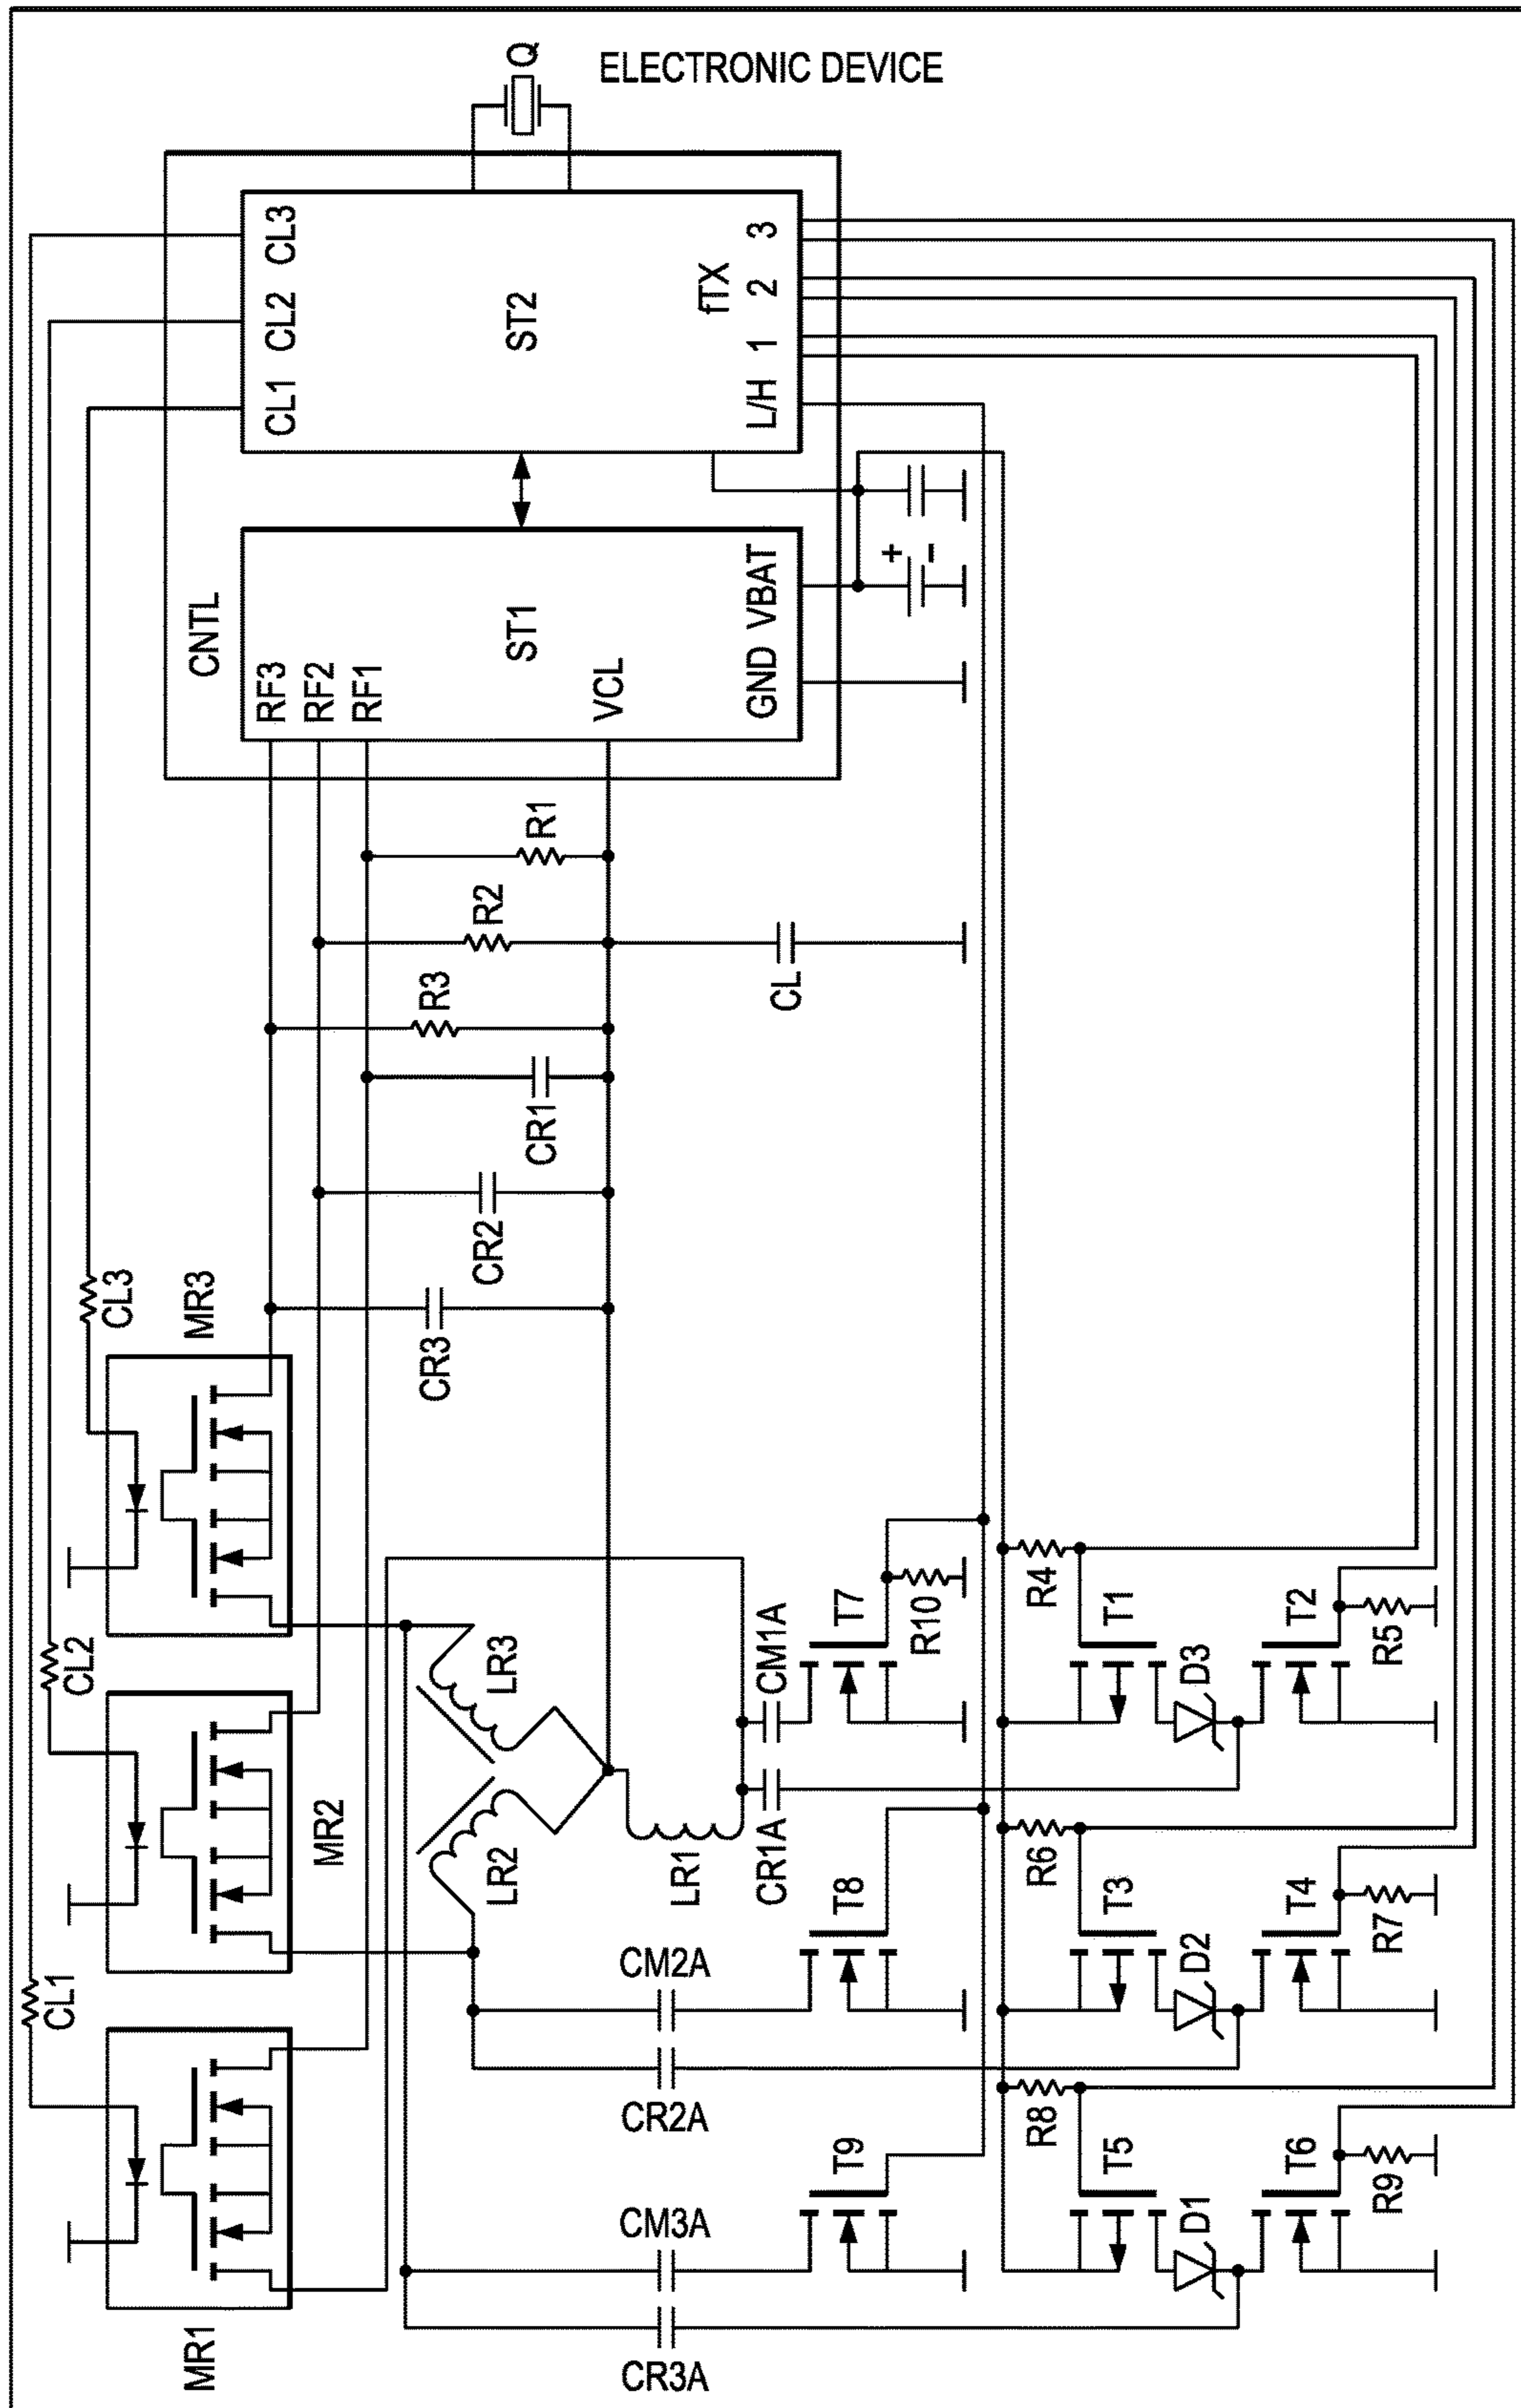 ELECTRONIC DEVICE
Q
CL1
CL2
CL3
ST2
fTX
L/H
1
2
3
CNTL
RF3
RF2
RF1
ST1
VCL
GND
VBAT
+
-
R1
R2
R3
CL
CR1
CR2
CR3
CL3
MR3
CL2
MR2
CL1
MR1
LR3
LR2
LR1
CM1A
CR1A
T7
R10
CM2A
CR2A
T8
CM3A
CR3A
T9
R4
T1
D3
T2
R5
R6
T3
D2
T4
R7
R8
T5
D1
T6
R9